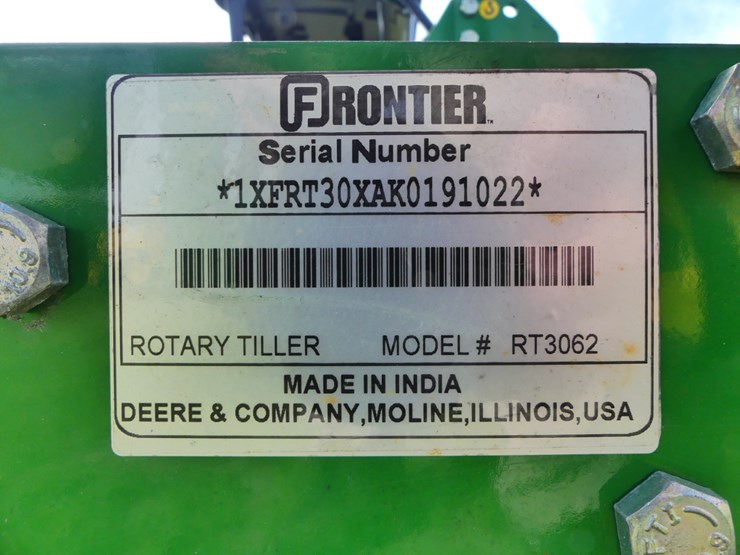 FRONTIER
Serial Number
*1XFRT30XAK0191022*
ROTARY TILLER MODEL # RT3062
MADE IN INDIA
DEERE & COMPANY,MOLINE,ILLINOIS,USA